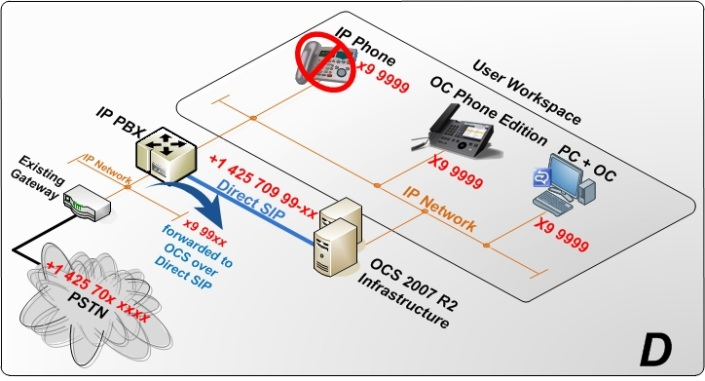 IP Phone
x9 9999
User Workspace
OC Phone Edition
X9 9999
PC + OC
X9 9999
IP Network
IP PBX
+1 425 709 99-xx
Direct SIP
IP Network
Existing
Gateway
x9 99xx
forwarded to
OCS over
Direct SIP
OCS 2007 R2
Infrastructure
+1 425 70x xxxx
PSTN
D